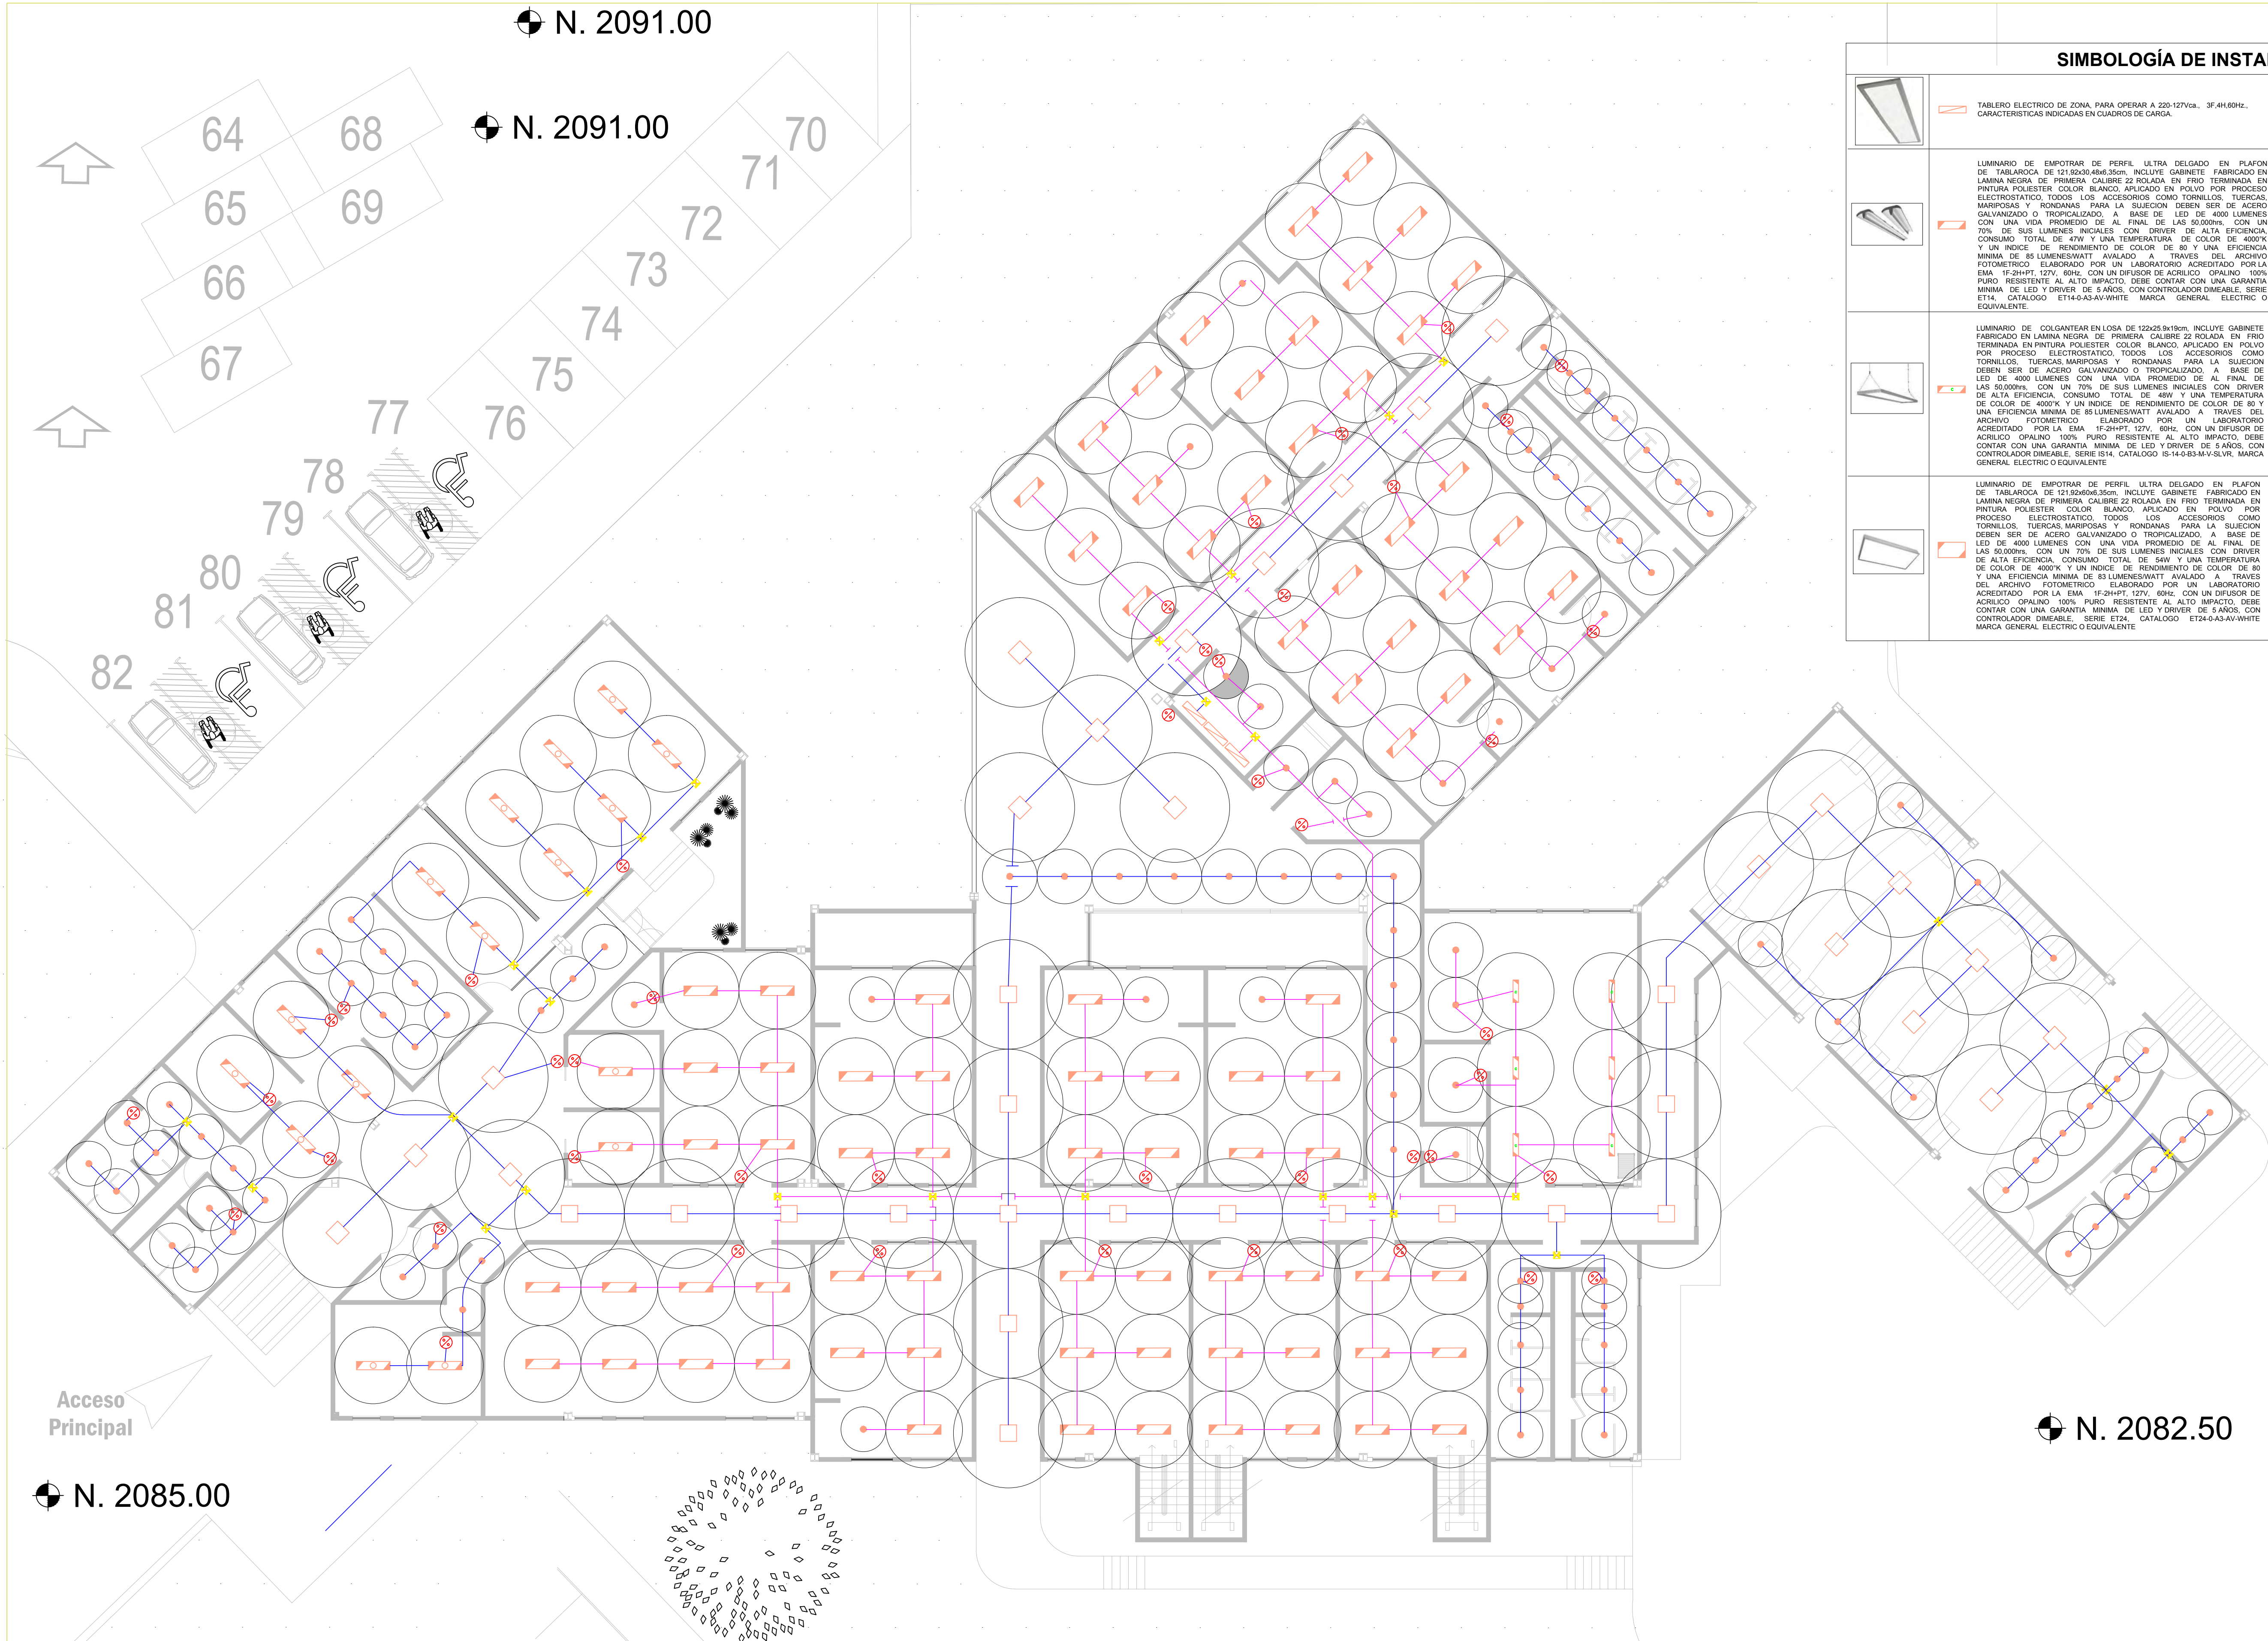 N. 2091.00
N. 2091.00
64
68
65
69
66
67
70
71
72
73
74
75
76
77
78
79
80
81
82
SIMBOLOGÍA DE INSTA
TABLERO ELECTRICO DE ZONA, PARA OPERAR A 220-127Vca., 3F,4H,60Hz.,
CARACTERISTICAS INDICADAS EN CUADROS DE CARGA.
LUMINARIO DE EMPOTRAR DE PERFIL ULTRA DELGADO EN PLAFON
DE TABLAROCA DE 121,92x30,48x6,35cm, INCLUYE GABINETE FABRICADO EN
LAMINA NEGRA DE PRIMERA CALIBRE 22 ROLADA EN FRIO TERMINADA EN
PINTURA POLIESTER COLOR BLANCO, APLICADO EN POLVO POR PROCESO
ELECTROSTATICO, TODOS LOS ACCESORIOS COMO TORNILLOS, TUERCAS,
MARIPOSAS Y RONDANAS PARA LA SUJECION DEBEN SER DE ACERO
GALVANIZADO O TROPICALIZADO, A BASE DE LED DE 4000 LUMENES
CON UNA VIDA PROMEDIO DE AL FINAL DE LAS 50,000hrs, CON UN
70% DE SUS LUMENES INICIALES CON DRIVER DE ALTA EFICIENCIA,
CONSUMO TOTAL DE 47W Y UNA TEMPERATURA DE COLOR DE 4000°K
Y UN INDICE DE RENDIMIENTO DE COLOR DE 80 Y UNA EFICIENCIA
MINIMA DE 85 LUMENES/WATT AVALADO A TRAVES DEL ARCHIVO
FOTOMETRICO ELABORADO POR UN LABORATORIO ACREDITADO POR LA
EMA 1F-2H+PT, 127V, 60Hz, CON UN DIFUSOR DE ACRILICO OPALINO 100%
PURO RESISTENTE AL ALTO IMPACTO, DEBE CONTAR CON UNA GARANTIA
MINIMA DE LED Y DRIVER DE 5 AÑOS, CON CONTROLADOR DIMEABLE, SERIE
ET14, CATALOGO ET14-0-A3-AV-WHITE MARCA GENERAL ELECTRIC O
EQUIVALENTE.
LUMINARIO DE COLGANTEAR EN LOSA DE 122x25.9x19cm, INCLUYE GABINETE
FABRICADO EN LAMINA NEGRA DE PRIMERA CALIBRE 22 ROLADA EN FRIO
TERMINADA EN PINTURA POLIESTER COLOR BLANCO, APLICADO EN POLVO
POR PROCESO ELECTROSTATICO, TODOS LOS ACCESORIOS COMO
TORNILLOS, TUERCAS, MARIPOSAS Y RONDANAS PARA LA SUJECION
DEBEN SER DE ACERO GALVANIZADO O TROPICALIZADO, A BASE DE
LED DE 4000 LUMENES CON UNA VIDA PROMEDIO DE AL FINAL DE
LAS 50,000hrs, CON UN 70% DE SUS LUMENES INICIALES CON DRIVER
DE ALTA EFICIENCIA, CONSUMO TOTAL DE 48W Y UNA TEMPERATURA
DE COLOR DE 4000°K Y UN INDICE DE RENDIMIENTO DE COLOR DE 80 Y
UNA EFICIENCIA MINIMA DE 85 LUMENES/WATT AVALADO A TRAVES DEL
ARCHIVO FOTOMETRICO ELABORADO POR UN LABORATORIO
ACREDITADO POR LA EMA 1F-2H+PT, 127V, 60Hz, CON UN DIFUSOR DE
ACRILICO OPALINO 100% PURO RESISTENTE AL ALTO IMPACTO, DEBE
CONTAR CON UNA GARANTIA MINIMA DE LED Y DRIVER DE 5 AÑOS, CON
CONTROLADOR DIMEABLE, SERIE IS14, CATALOGO IS-14-0-B3-M-V-SLVR, MARCA
GENERAL ELECTRIC O EQUIVALENTE
LUMINARIO DE EMPOTRAR DE PERFIL ULTRA DELGADO EN PLAFON
DE TABLAROCA DE 121,92x60x6,35cm, INCLUYE GABINETE FABRICADO EN
LAMINA NEGRA DE PRIMERA CALIBRE 22 ROLADA EN FRIO TERMINADA EN
PINTURA POLIESTER COLOR BLANCO, APLICADO EN POLVO POR
PROCESO ELECTROSTATICO, TODOS LOS ACCESORIOS COMO
TORNILLOS, TUERCAS, MARIPOSAS Y RONDANAS PARA LA SUJECION
DEBEN SER DE ACERO GALVANIZADO O TROPICALIZADO, A BASE DE
LED DE 4000 LUMENES CON UNA VIDA PROMEDIO DE AL FINAL DE
LAS 50,000hrs, CON UN 70% DE SUS LUMENES INICIALES CON DRIVER
DE ALTA EFICIENCIA, CONSUMO TOTAL DE 54W Y UNA TEMPERATURA
DE COLOR DE 4000°K Y UN INDICE DE RENDIMIENTO DE COLOR DE 80
Y UNA EFICIENCIA MINIMA DE 83 LUMENES/WATT AVALADO A TRAVES
DEL ARCHIVO FOTOMETRICO ELABORADO POR UN LABORATORIO
ACREDITADO POR LA EMA 1F-2H+PT, 127V, 60Hz, CON UN DIFUSOR DE
ACRILICO OPALINO 100% PURO RESISTENTE AL ALTO IMPACTO, DEBE
CONTAR CON UNA GARANTIA MINIMA DE LED Y DRIVER DE 5 AÑOS, CON
CONTROLADOR DIMEABLE, SERIE ET24, CATALOGO ET24-0-A3-AV-WHITE
MARCA GENERAL ELECTRIC O EQUIVALENTE
Acceso
Principal
N. 2085.00
N. 2082.50